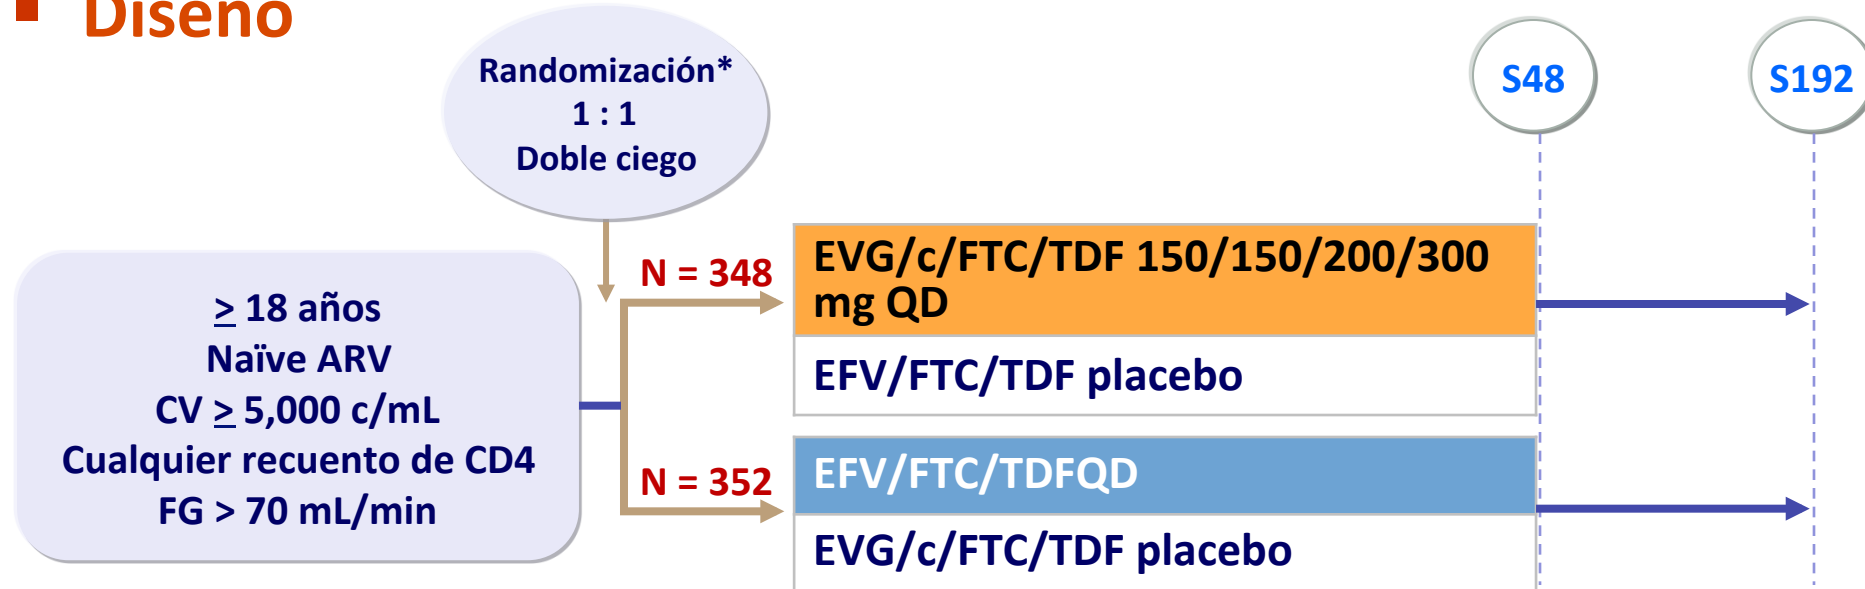 Diseño
Randomización*
1 : 1
Doble ciego
S48
S192
≥ 18 años
Naïve ARV
CV ≥ 5,000 c/mL
Cualquier recuento de CD4
FG > 70 mL/min
N = 348
EVG/c/FTC/TDF 150/150/200/300
mg QD
EFV/FTC/TDF placebo
N = 352
EFV/FTC/TDFQD
EVG/c/FTC/TDF placebo